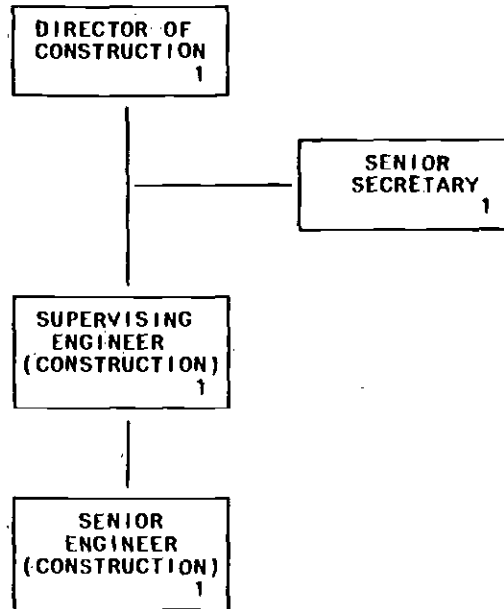 DIRECTOR OF
CONSTRUCTION
1
SENIOR
SECRETARY
1
SUPERVISING
ENGINEER
(CONSTRUCTION)
1
SENIOR
ENGINEER
(CONSTRUCTION)
1